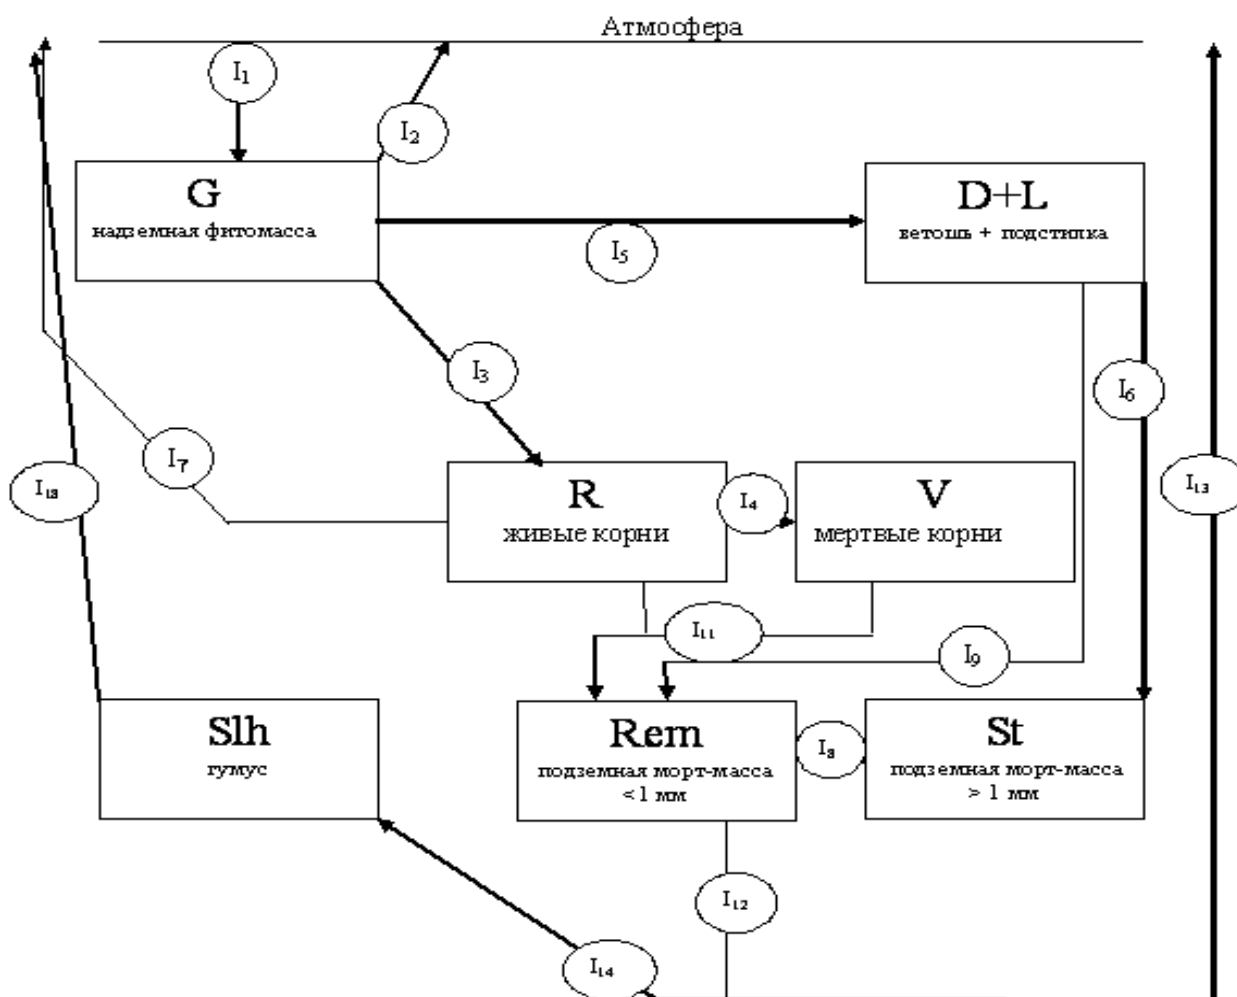 Атмосфера
I₁
I₂
G
надземная фитомасса
D+L
ветошь + подстилка
I₅
I₃
I₆
I₇
I₁₈
I₁₃
R
живые корни
I₄
V
мертвые корни
I₁₁
I₉
Slh
гумус
Rem
подземная морт-масса
<1 мм
I₈
St
подземная морт-масса
> 1 мм
I₁₂
I₁₄